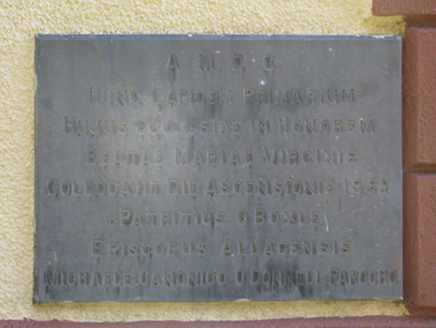 A. M. D. G.
HUNC LAPIDEM PRIMARIUM
HUJUS ECCLESIAE IN HONOREM
BEATAE MARIAE VIRGINIS
COLLOCAVIT DIE ASCENSIONIS
PATRITIUS O'BOYLE
EPISCOPUS ALLADENSIS
MICHAELE CANONICO O'DONNELL PAROCHO